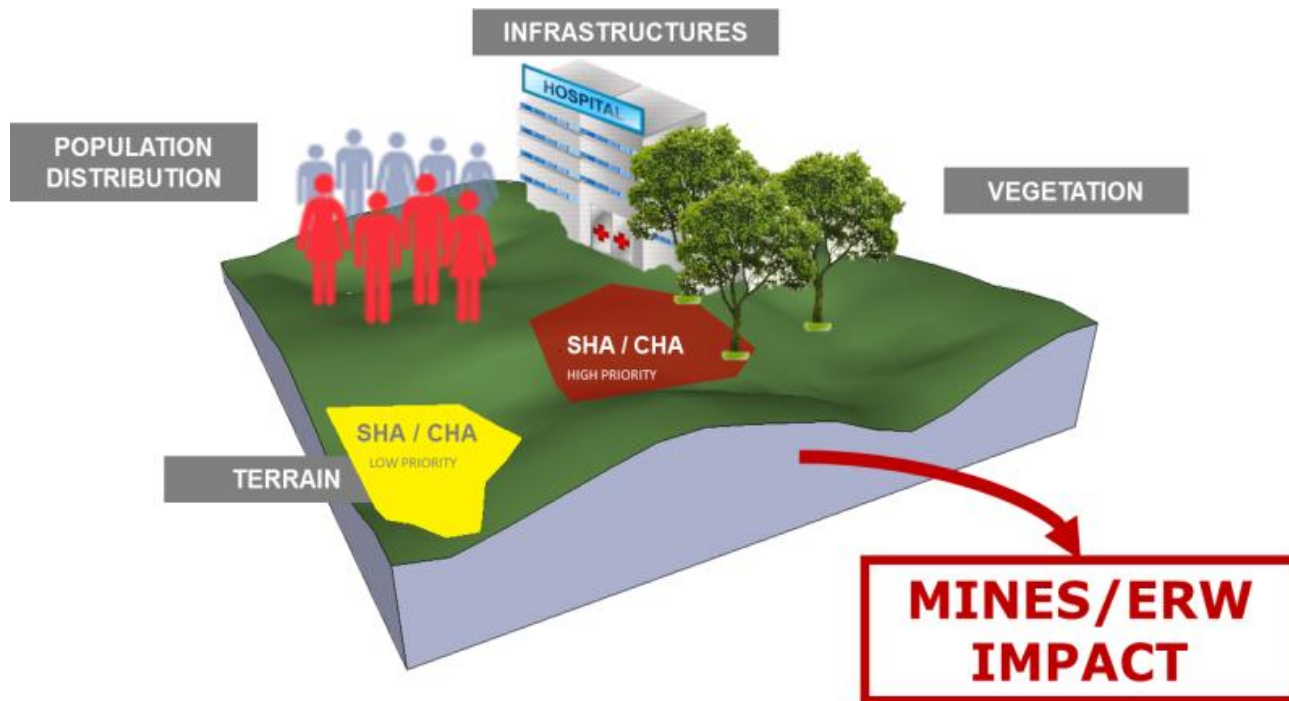 INFRASTRUCTURES
HOSPITAL
POPULATION
DISTRIBUTION
VEGETATION
SHA / CHA
HIGH PRIORITY
SHA / CHA
LOW PRIORITY
TERRAIN
MINES/ERW
IMPACT